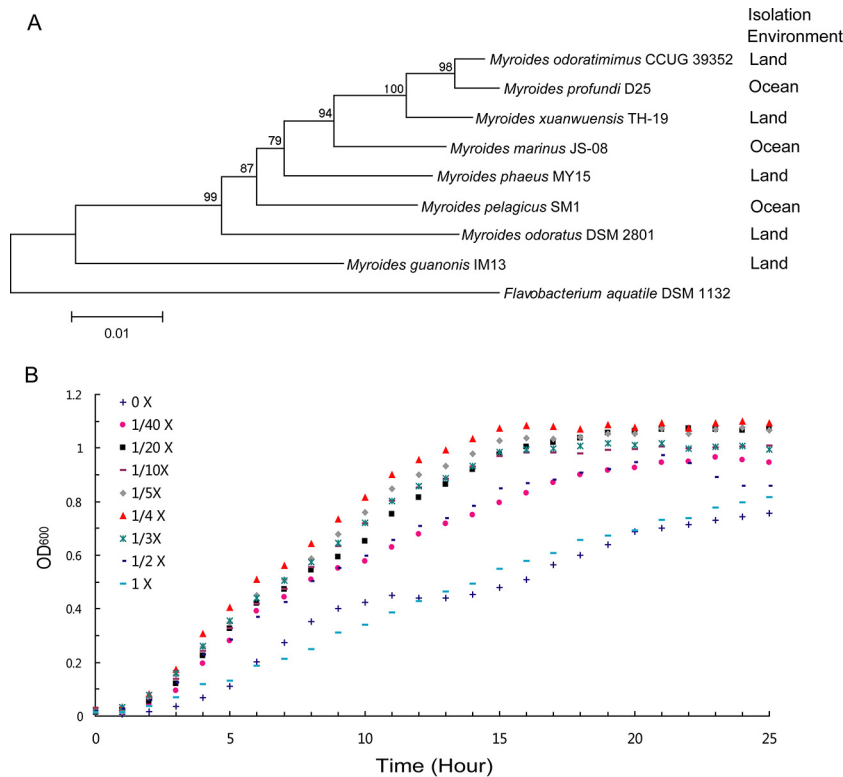 A
Isolation
Environment
98
Myroides odoratimimus CCUG 39352 Land
Myroides profundi D25 Ocean
100
Myroides xuanwuensis TH-19 Land
94
Myroides marinus JS-08 Ocean
79
Myroides phaeus MY15 Land
87
Myroides pelagicus SM1 Ocean
99
Myroides odoratus DSM 2801 Land
Myroides guanonis IM13 Land
Flavobacterium aquatile DSM 1132
0.01
B
1.2
1
0.8
0.6
0.4
0.2
0
OD600
0 X
1/40 X
1/20 X
1/10X
1/5X
1/4 X
1/3X
1/2 X
1 X
0 5 10 15 20 25
Time (Hour)